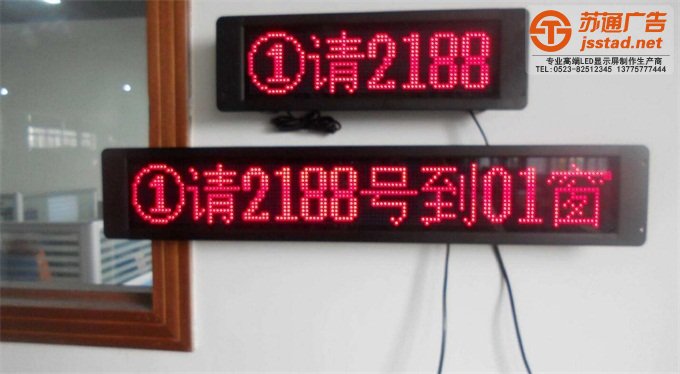 苏通广告
jsstad.net
专业高端LED显示屏制作生产商
TEL:0523-82512345 13775777444
①请2188
①请2188号到01窗